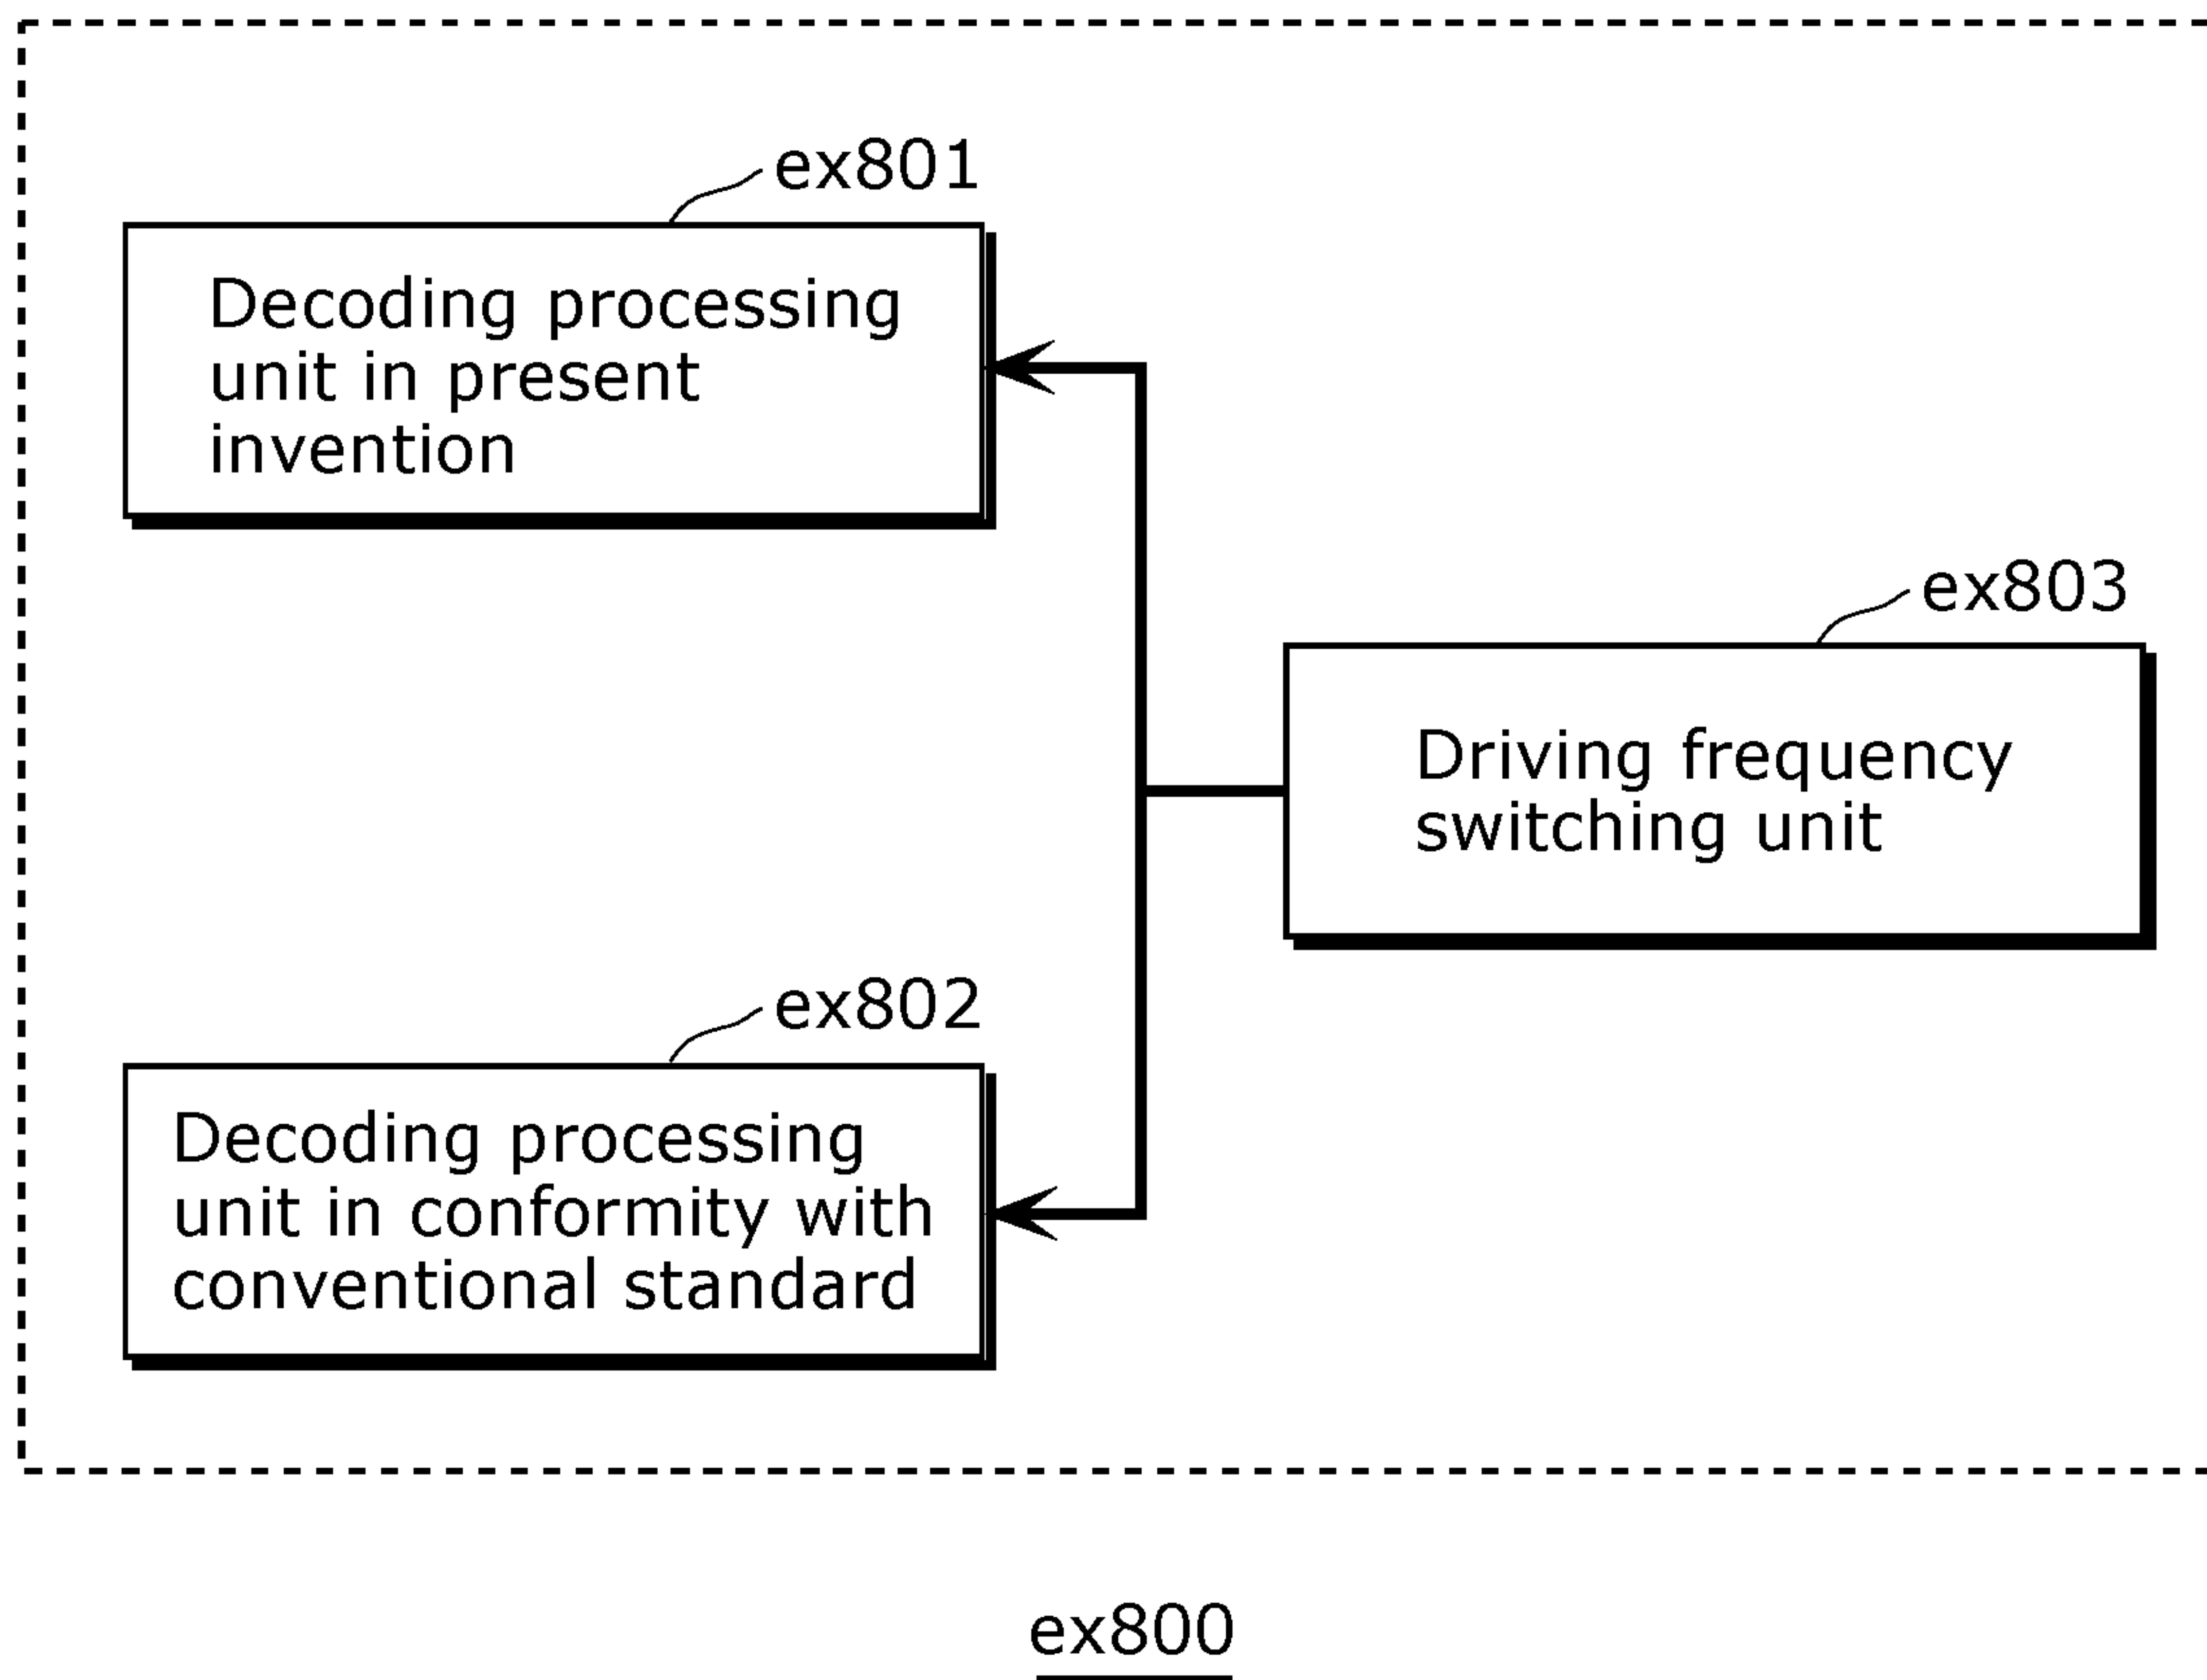 ex801
Decoding processing
unit in present
invention
ex803
Driving frequency
switching unit
ex802
Decoding processing
unit in conformity with
conventional standard
ex800